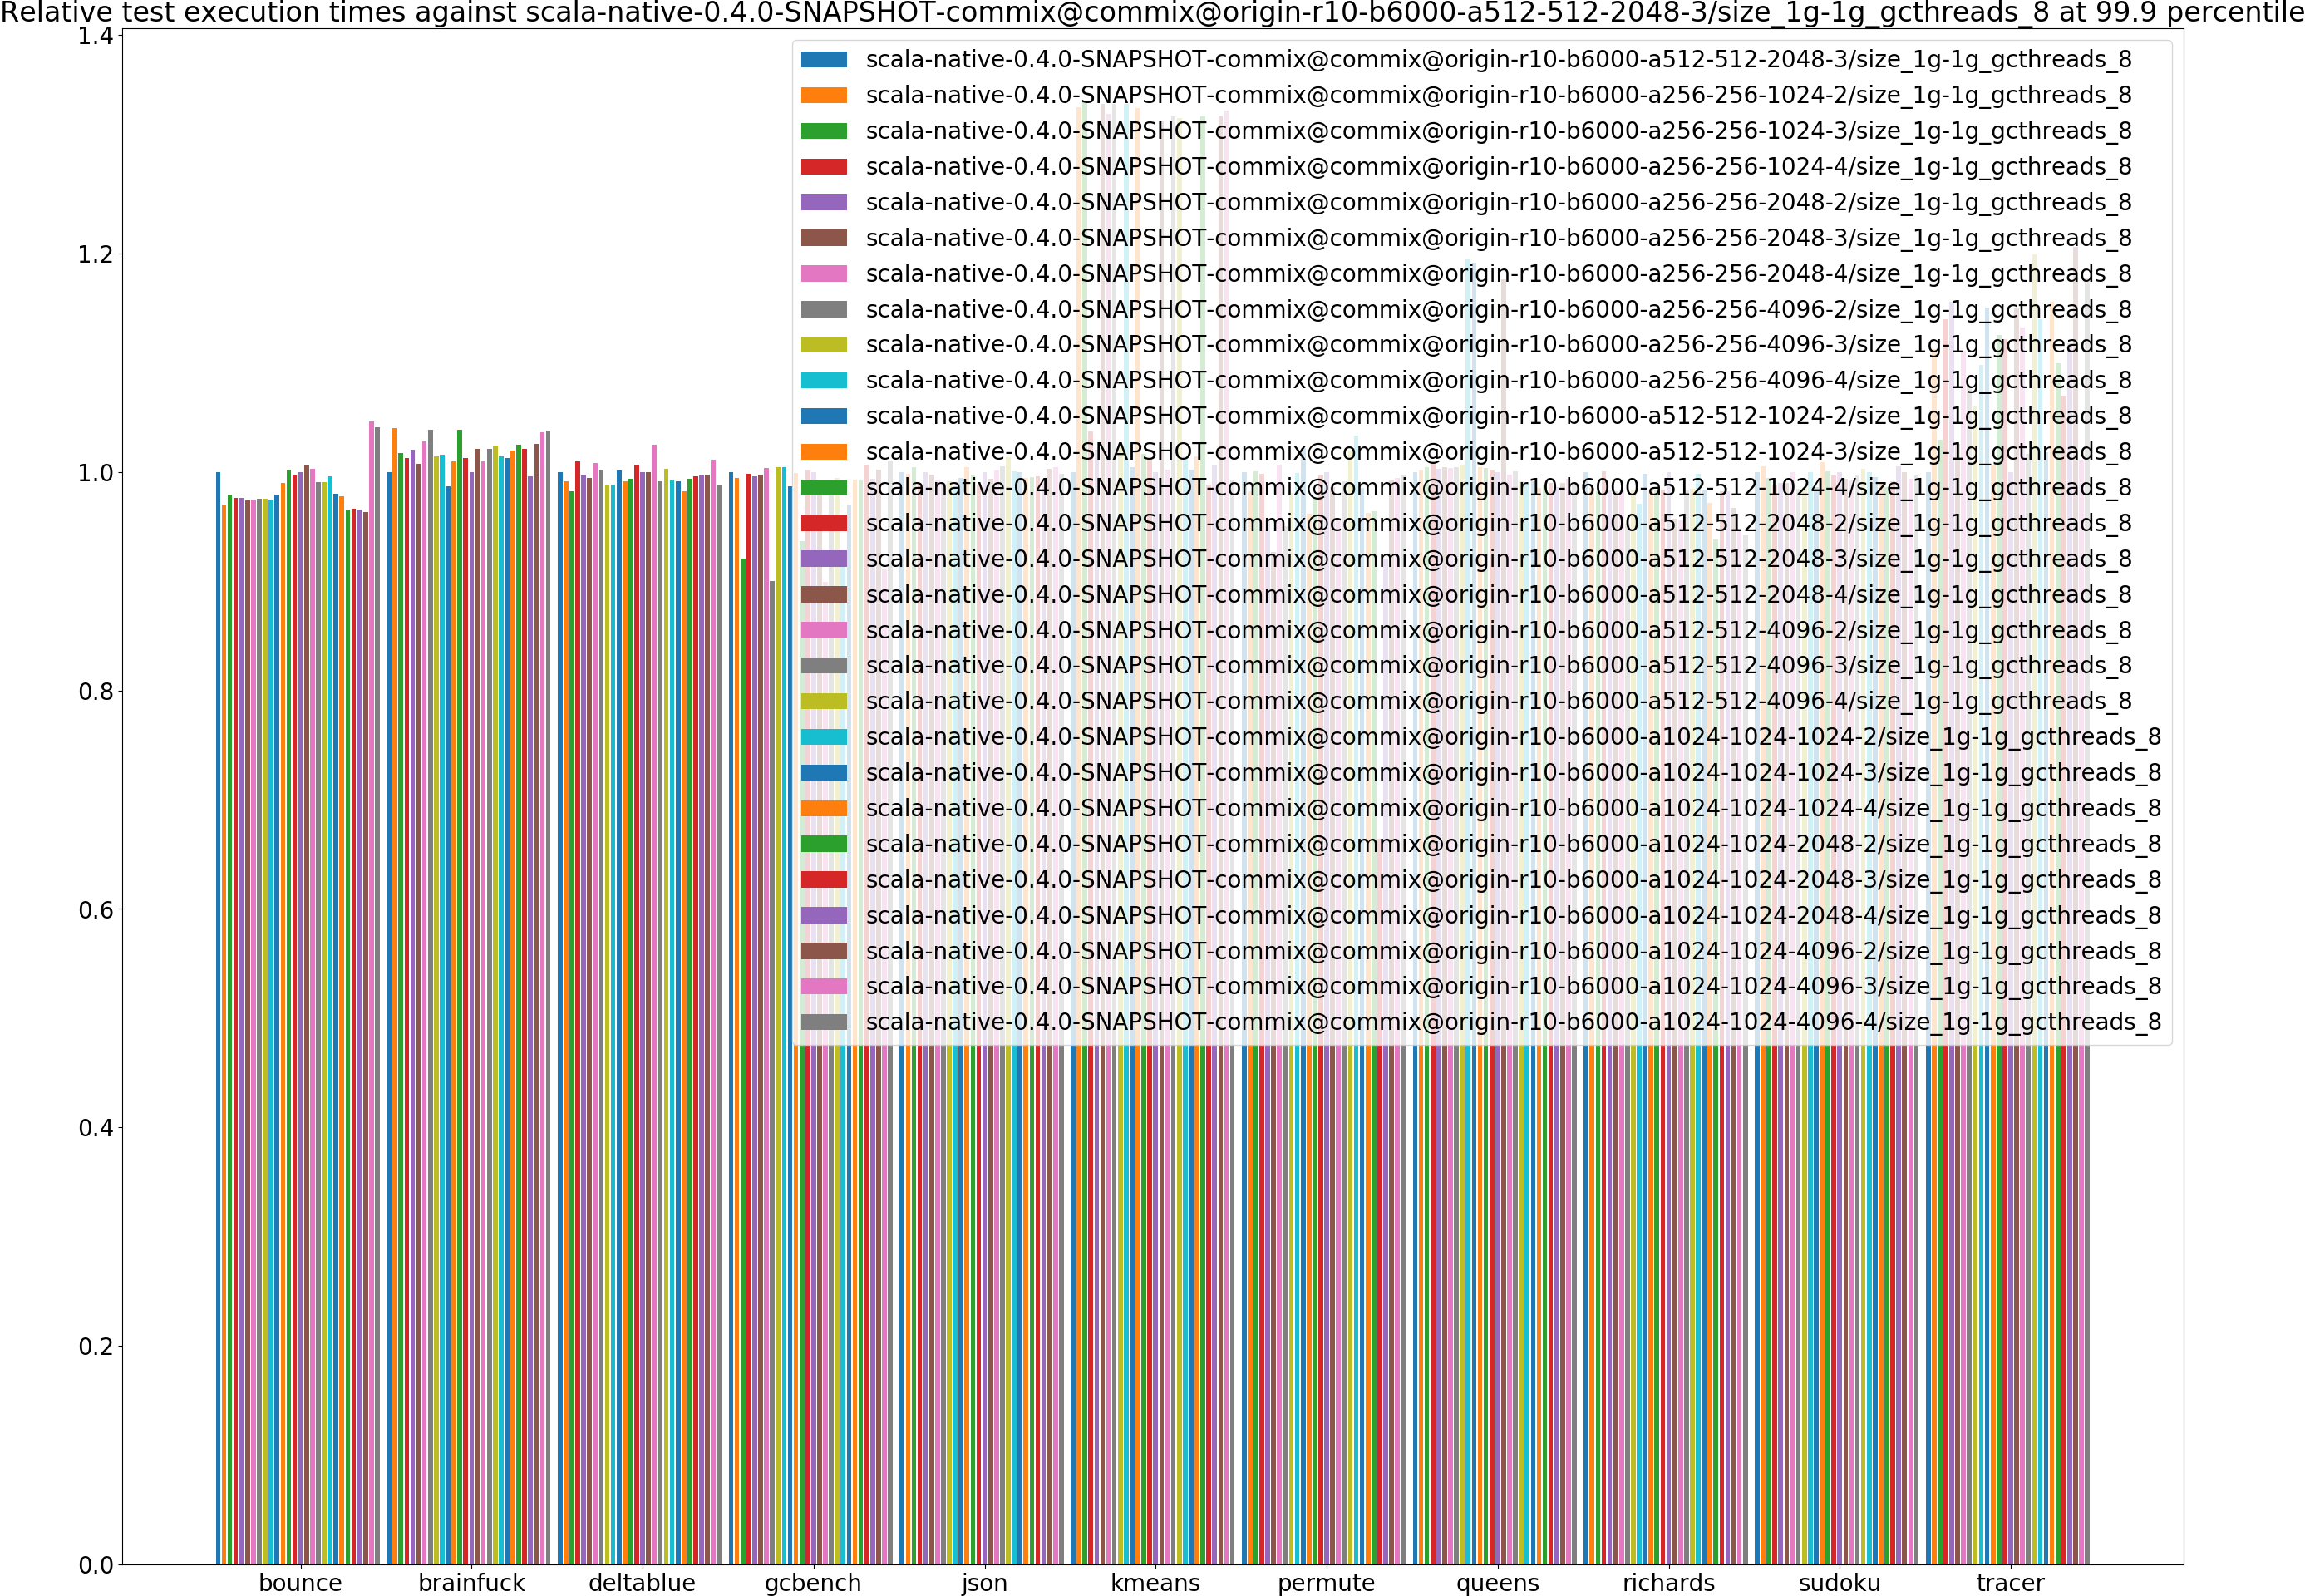 Relative test execution times against scala-native-0.4.0-SNAPSHOT-commix@commix@origin-r10-b6000-a512-512-2048-3/size_1g-1g_gcthreads_8 at 99.9 percentile
1.4
1.2
1.0
0.8
0.6
0.4
0.2
0.0
scala-native-0.4.0-SNAPSHOT-commix@commix@origin-r10-b6000-a512-512-2048-3/size_1g-1g_gcthreads_8
scala-native-0.4.0-SNAPSHOT-commix@commix@origin-r10-b6000-a256-256-1024-2/size_1g-1g_gcthreads_8
scala-native-0.4.0-SNAPSHOT-commix@commix@origin-r10-b6000-a256-256-1024-3/size_1g-1g_gcthreads_8
scala-native-0.4.0-SNAPSHOT-commix@commix@origin-r10-b6000-a256-256-1024-4/size_1g-1g_gcthreads_8
scala-native-0.4.0-SNAPSHOT-commix@commix@origin-r10-b6000-a256-256-2048-2/size_1g-1g_gcthreads_8
scala-native-0.4.0-SNAPSHOT-commix@commix@origin-r10-b6000-a256-256-2048-3/size_1g-1g_gcthreads_8
scala-native-0.4.0-SNAPSHOT-commix@commix@origin-r10-b6000-a256-256-2048-4/size_1g-1g_gcthreads_8
scala-native-0.4.0-SNAPSHOT-commix@commix@origin-r10-b6000-a256-256-4096-2/size_1g-1g_gcthreads_8
scala-native-0.4.0-SNAPSHOT-commix@commix@origin-r10-b6000-a256-256-4096-3/size_1g-1g_gcthreads_8
scala-native-0.4.0-SNAPSHOT-commix@commix@origin-r10-b6000-a256-256-4096-4/size_1g-1g_gcthreads_8
scala-native-0.4.0-SNAPSHOT-commix@commix@origin-r10-b6000-a512-512-1024-2/size_1g-1g_gcthreads_8
scala-native-0.4.0-SNAPSHOT-commix@commix@origin-r10-b6000-a512-512-1024-3/size_1g-1g_gcthreads_8
scala-native-0.4.0-SNAPSHOT-commix@commix@origin-r10-b6000-a512-512-1024-4/size_1g-1g_gcthreads_8
scala-native-0.4.0-SNAPSHOT-commix@commix@origin-r10-b6000-a512-512-2048-2/size_1g-1g_gcthreads_8
scala-native-0.4.0-SNAPSHOT-commix@commix@origin-r10-b6000-a512-512-2048-3/size_1g-1g_gcthreads_8
scala-native-0.4.0-SNAPSHOT-commix@commix@origin-r10-b6000-a512-512-2048-4/size_1g-1g_gcthreads_8
scala-native-0.4.0-SNAPSHOT-commix@commix@origin-r10-b6000-a512-512-4096-2/size_1g-1g_gcthreads_8
scala-native-0.4.0-SNAPSHOT-commix@commix@origin-r10-b6000-a512-512-4096-3/size_1g-1g_gcthreads_8
scala-native-0.4.0-SNAPSHOT-commix@commix@origin-r10-b6000-a512-512-4096-4/size_1g-1g_gcthreads_8
scala-native-0.4.0-SNAPSHOT-commix@commix@origin-r10-b6000-a1024-1024-1024-2/size_1g-1g_gcthreads_8
scala-native-0.4.0-SNAPSHOT-commix@commix@origin-r10-b6000-a1024-1024-1024-3/size_1g-1g_gcthreads_8
scala-native-0.4.0-SNAPSHOT-commix@commix@origin-r10-b6000-a1024-1024-1024-4/size_1g-1g_gcthreads_8
scala-native-0.4.0-SNAPSHOT-commix@commix@origin-r10-b6000-a1024-1024-2048-2/size_1g-1g_gcthreads_8
scala-native-0.4.0-SNAPSHOT-commix@commix@origin-r10-b6000-a1024-1024-2048-3/size_1g-1g_gcthreads_8
scala-native-0.4.0-SNAPSHOT-commix@commix@origin-r10-b6000-a1024-1024-2048-4/size_1g-1g_gcthreads_8
scala-native-0.4.0-SNAPSHOT-commix@commix@origin-r10-b6000-a1024-1024-4096-2/size_1g-1g_gcthreads_8
scala-native-0.4.0-SNAPSHOT-commix@commix@origin-r10-b6000-a1024-1024-4096-3/size_1g-1g_gcthreads_8
scala-native-0.4.0-SNAPSHOT-commix@commix@origin-r10-b6000-a1024-1024-4096-4/size_1g-1g_gcthreads_8
bounce brainfuck deltablue gcbench json kmeans permute queens richards sudoku tracer